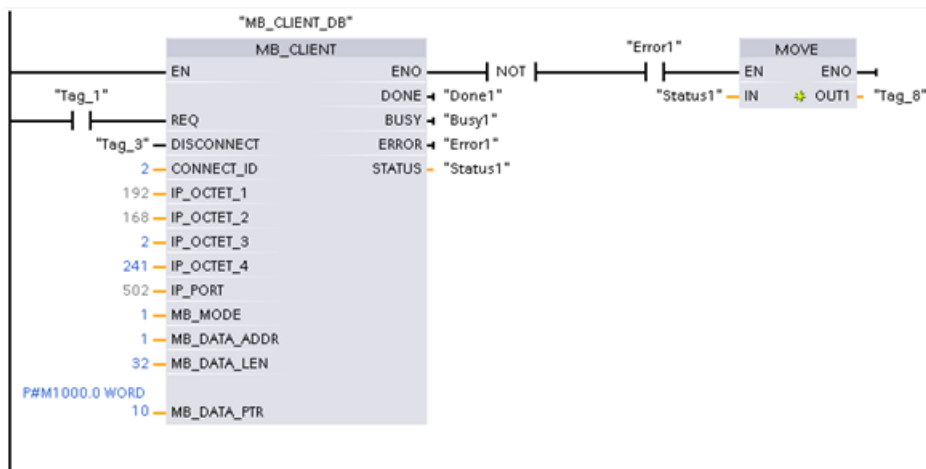 "MB_CLIENT_DB"
MB_CLIENT
"Error1"
MOVE
EN ENO NOT EN ENO
"Tag_1" DONE "Done1" "Status1" IN OUT1 "Tag_8"
REQ BUSY "Busy1"
"Tag_3" DISCONNECT ERROR "Error1"
2 CONNECT_ID STATUS "Status1"
192 IP_OCTET_1
168 IP_OCTET_2
2 IP_OCTET_3
241 IP_OCTET_4
502 IP_PORT
1 MB_MODE
1 MB_DATA_ADDR
32 MB_DATA_LEN
P#M1000.0 WORD
10 MB_DATA_PTR